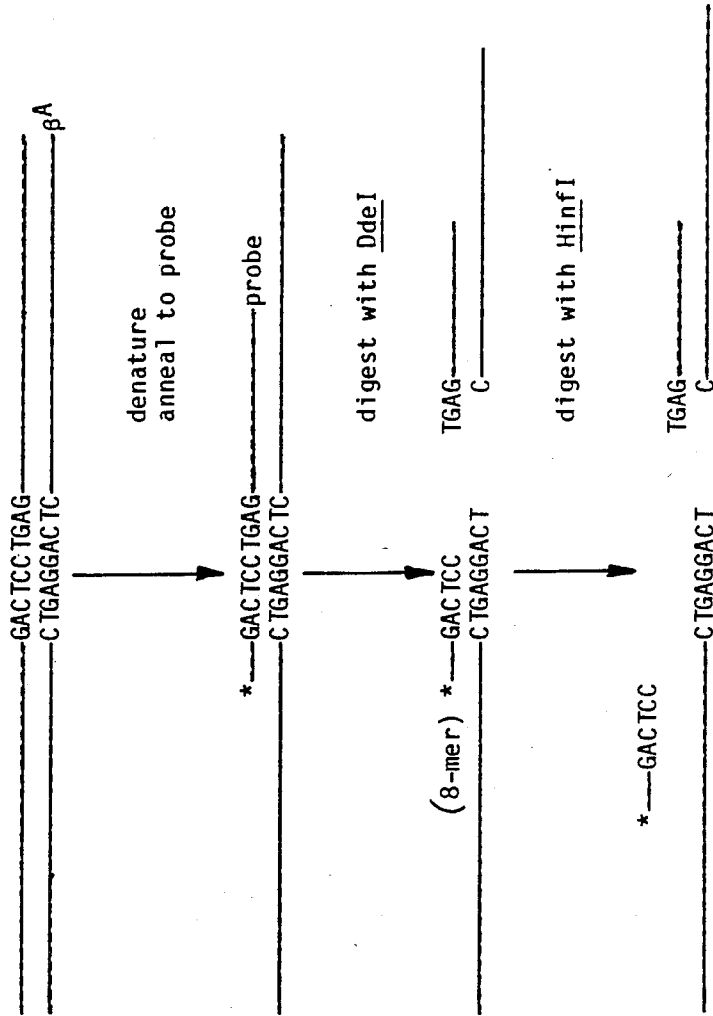 GACTCCTGAG
CTGAGGACTC βA
denature
anneal to probe
* GACTCCTGAG probe
CTGAGGACTC
digest with DdeI
(8-mer) * GACTCC TGAG
CTGAGGACT C
digest with HinfI
* GACTCC TGAG
CTGAGGACT C